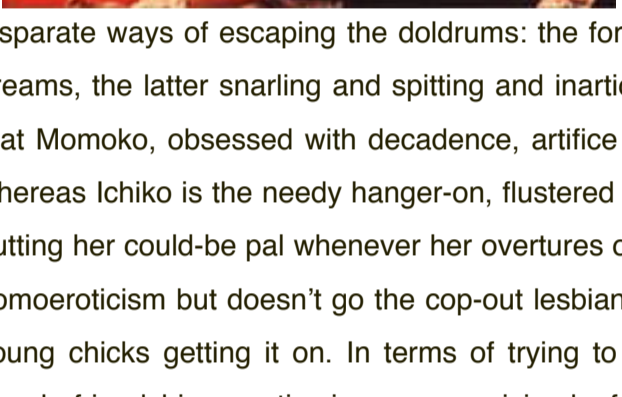 sparate ways of escaping the doldrums: the for
reams, the latter snarling and spitting and inarti
at Momoko, obsessed with decadence, artifice
hereas Ichiko is the needy hanger-on, flustered
utting her could-be pal whenever her overtures
omoeroticism but doesn't go the cop-out lesbian
oung chicks getting it on. In terms of trying to